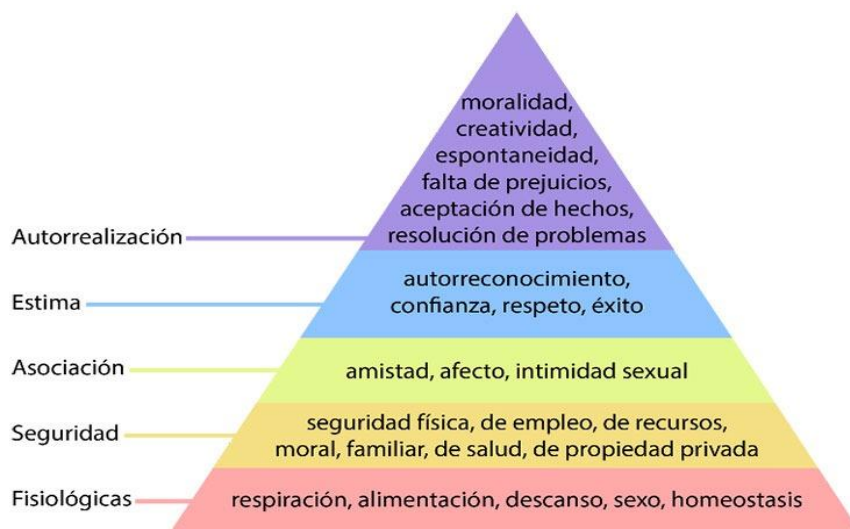 moralidad,
creatividad,
espontaneidad,
falta de prejuicios,
aceptación de hechos,
resolución de problemas
Autorrealización
autorreconocimiento,
confianza, respeto, éxito
Estima
amistad, afecto, intimidad sexual
Asociación
seguridad física, de empleo, de recursos,
moral, familiar, de salud, de propiedad privada
Seguridad
respiración, alimentación, descanso, sexo, homeostasis
Fisiológicas